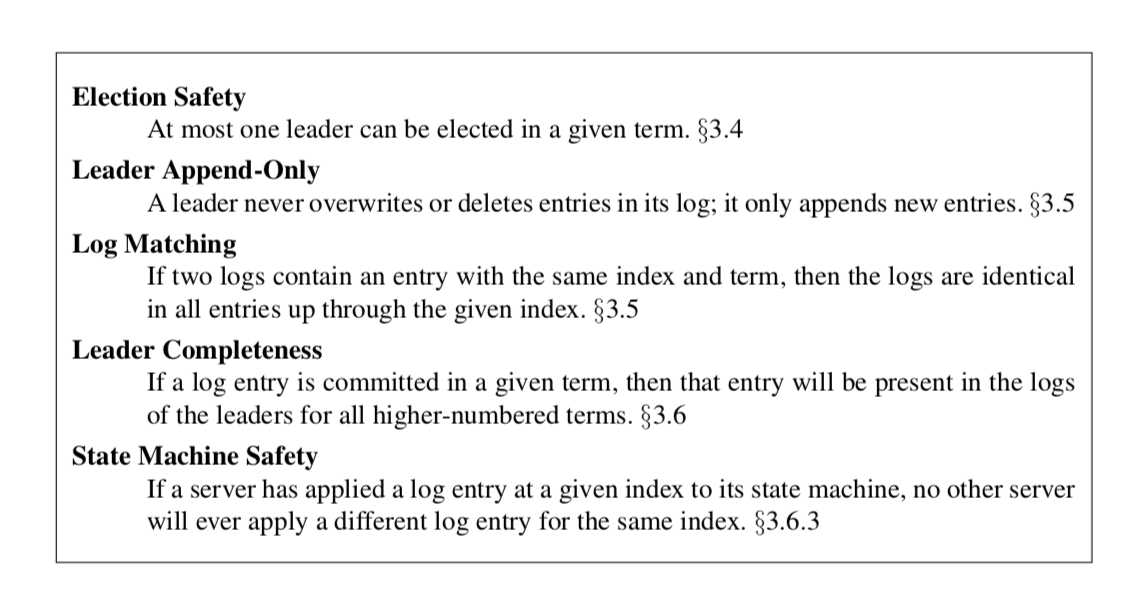 Election Safety
At most one leader can be elected in a given term. §3.4
Leader Append-Only
A leader never overwrites or deletes entries in its log; it only appends new entries. §3.5
Log Matching
If two logs contain an entry with the same index and term, then the logs are identical
in all entries up through the given index. §3.5
Leader Completeness
If a log entry is committed in a given term, then that entry will be present in the logs
of the leaders for all higher-numbered terms. §3.6
State Machine Safety
If a server has applied a log entry at a given index to its state machine, no other server
will ever apply a different log entry for the same index. §3.6.3